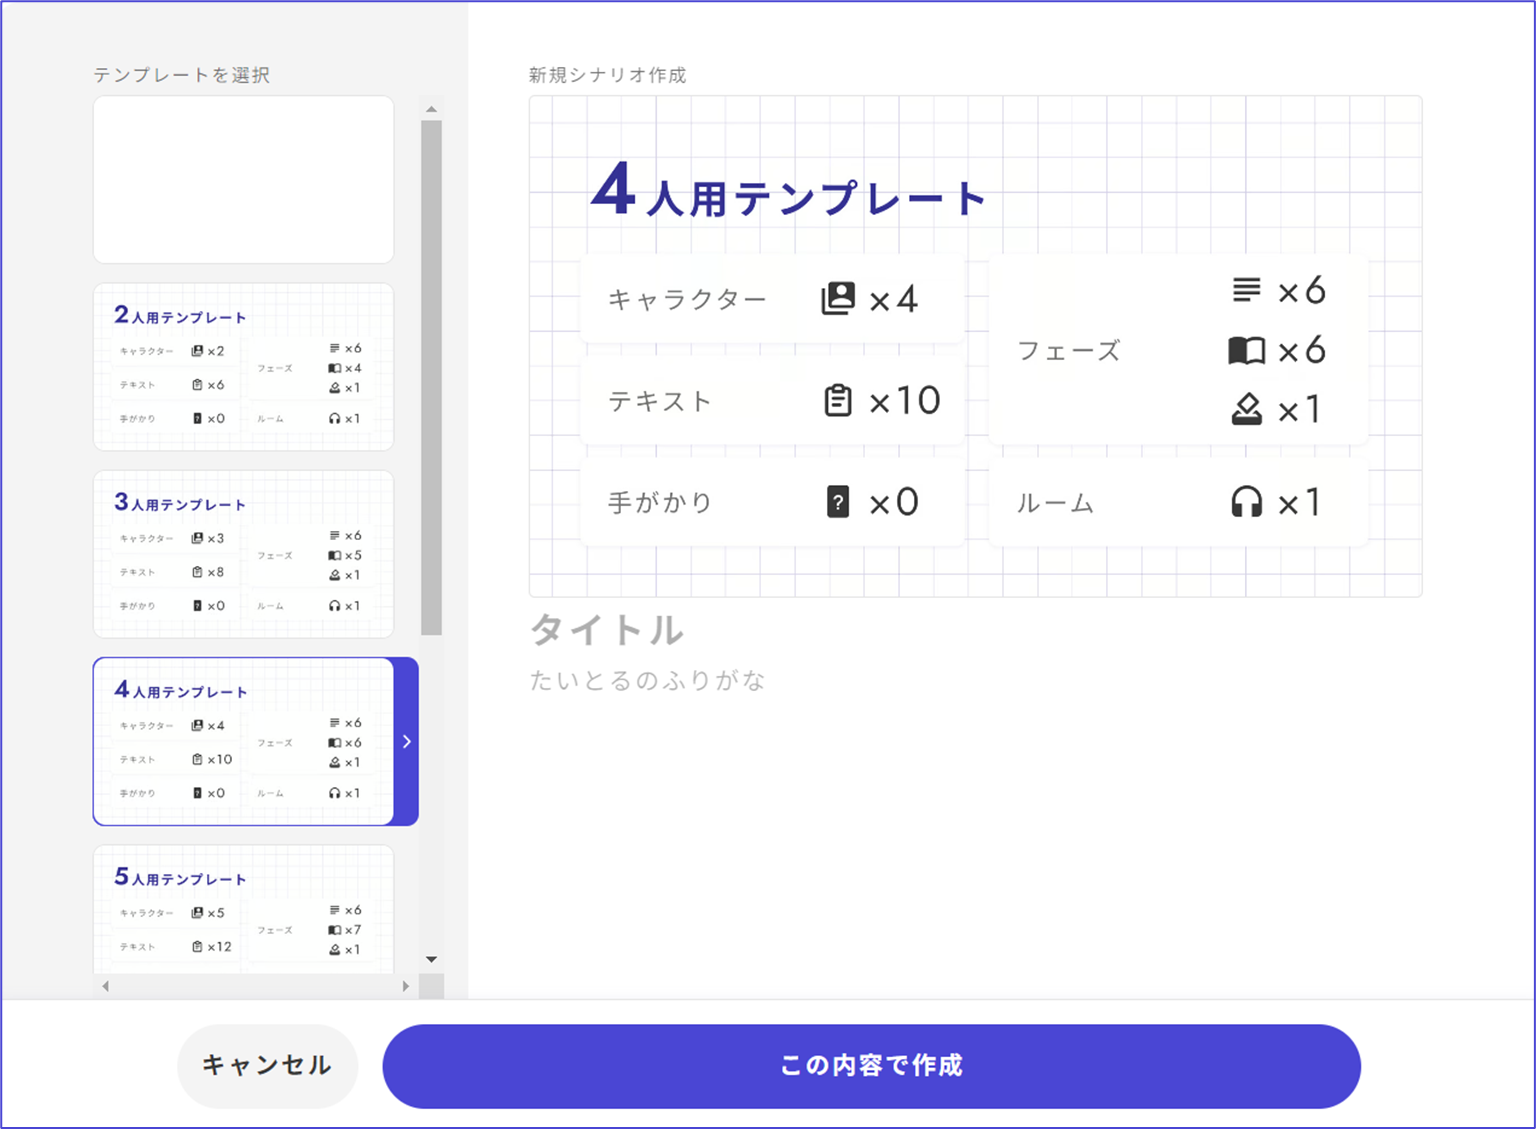 テンプレートを選択
2人用テンプレート
キャラクター ×2
テキスト ×6
手がかり ×0
フェーズ ×6
×4
×1
ルーム ×1
3人用テンプレート
キャラクター ×3
テキスト ×8
手がかり ×0
フェーズ ×6
×5
×1
ルーム ×1
4人用テンプレート
キャラクター ×4
テキスト ×10
手がかり ×0
フェーズ ×6
×6
×1
ルーム ×1
5人用テンプレート
キャラクター ×5
テキスト ×12
フェーズ ×6
×7
×1
新規シナリオ作成
4人用テンプレート
キャラクター ×4
テキスト ×10
手がかり ? ×0
フェーズ ×6
×6
×1
ルーム ×1
タイトル
たいとるのふりがな
キャンセル
この内容で作成